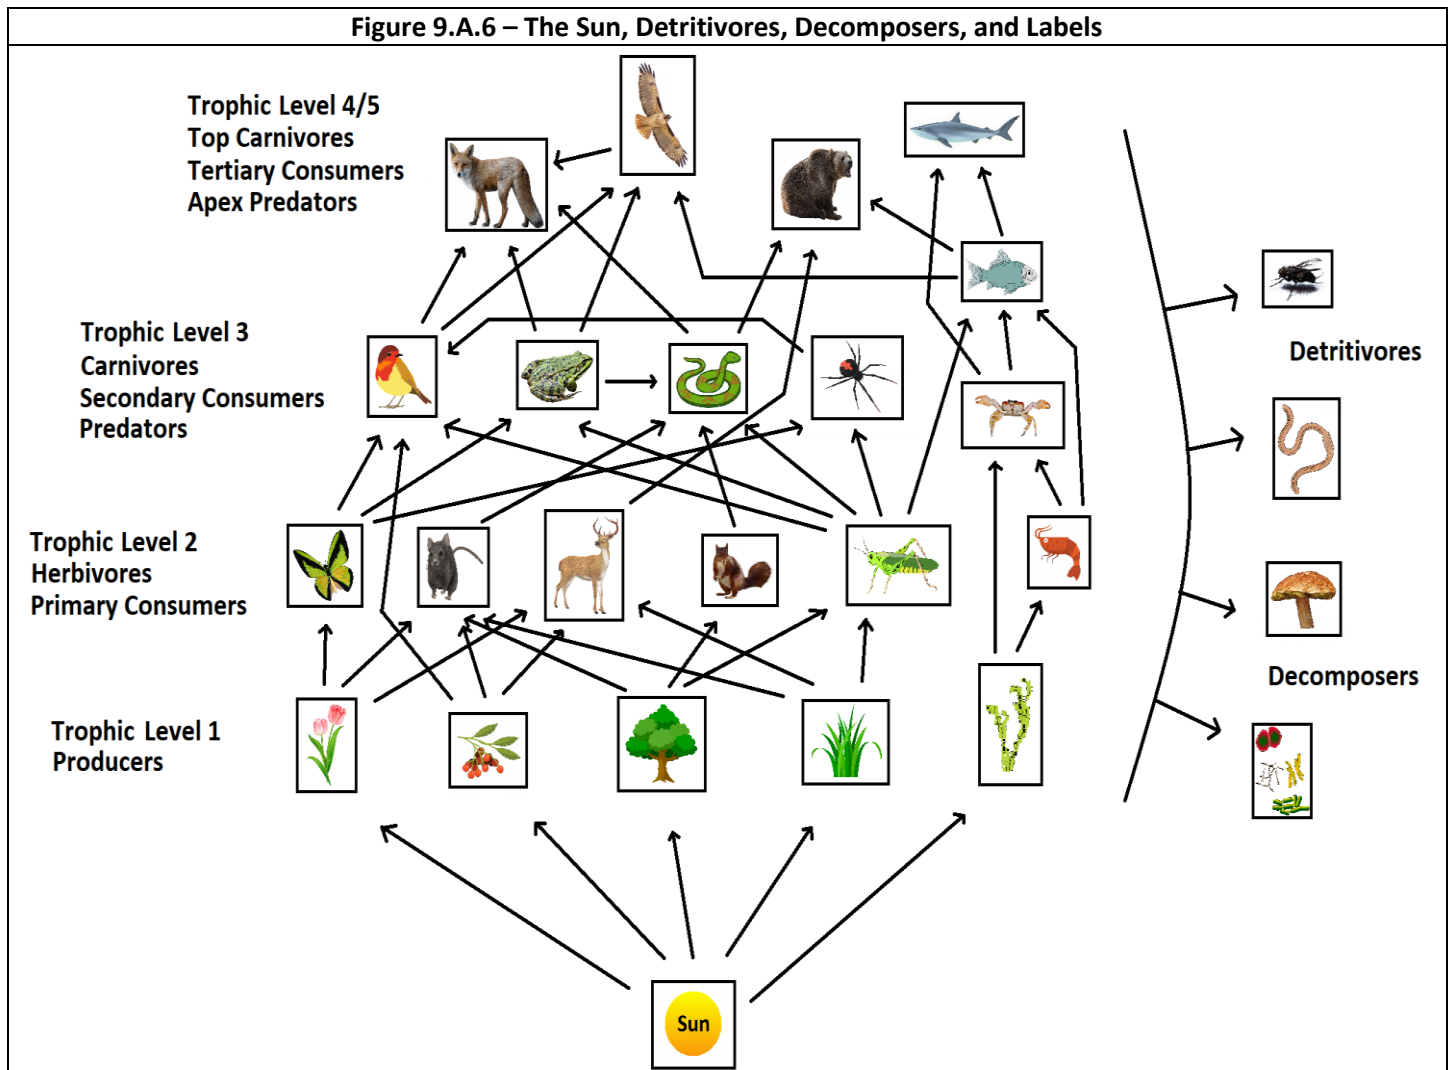 Figure 9.A.6 – The Sun, Detritivores, Decomposers, and Labels
Trophic Level 4/5
Top Carnivores
Tertiary Consumers
Apex Predators
Trophic Level 3
Carnivores
Secondary Consumers
Predators
Detritivores
Trophic Level 2
Herbivores
Primary Consumers
Decomposers
Trophic Level 1
Producers
Sun